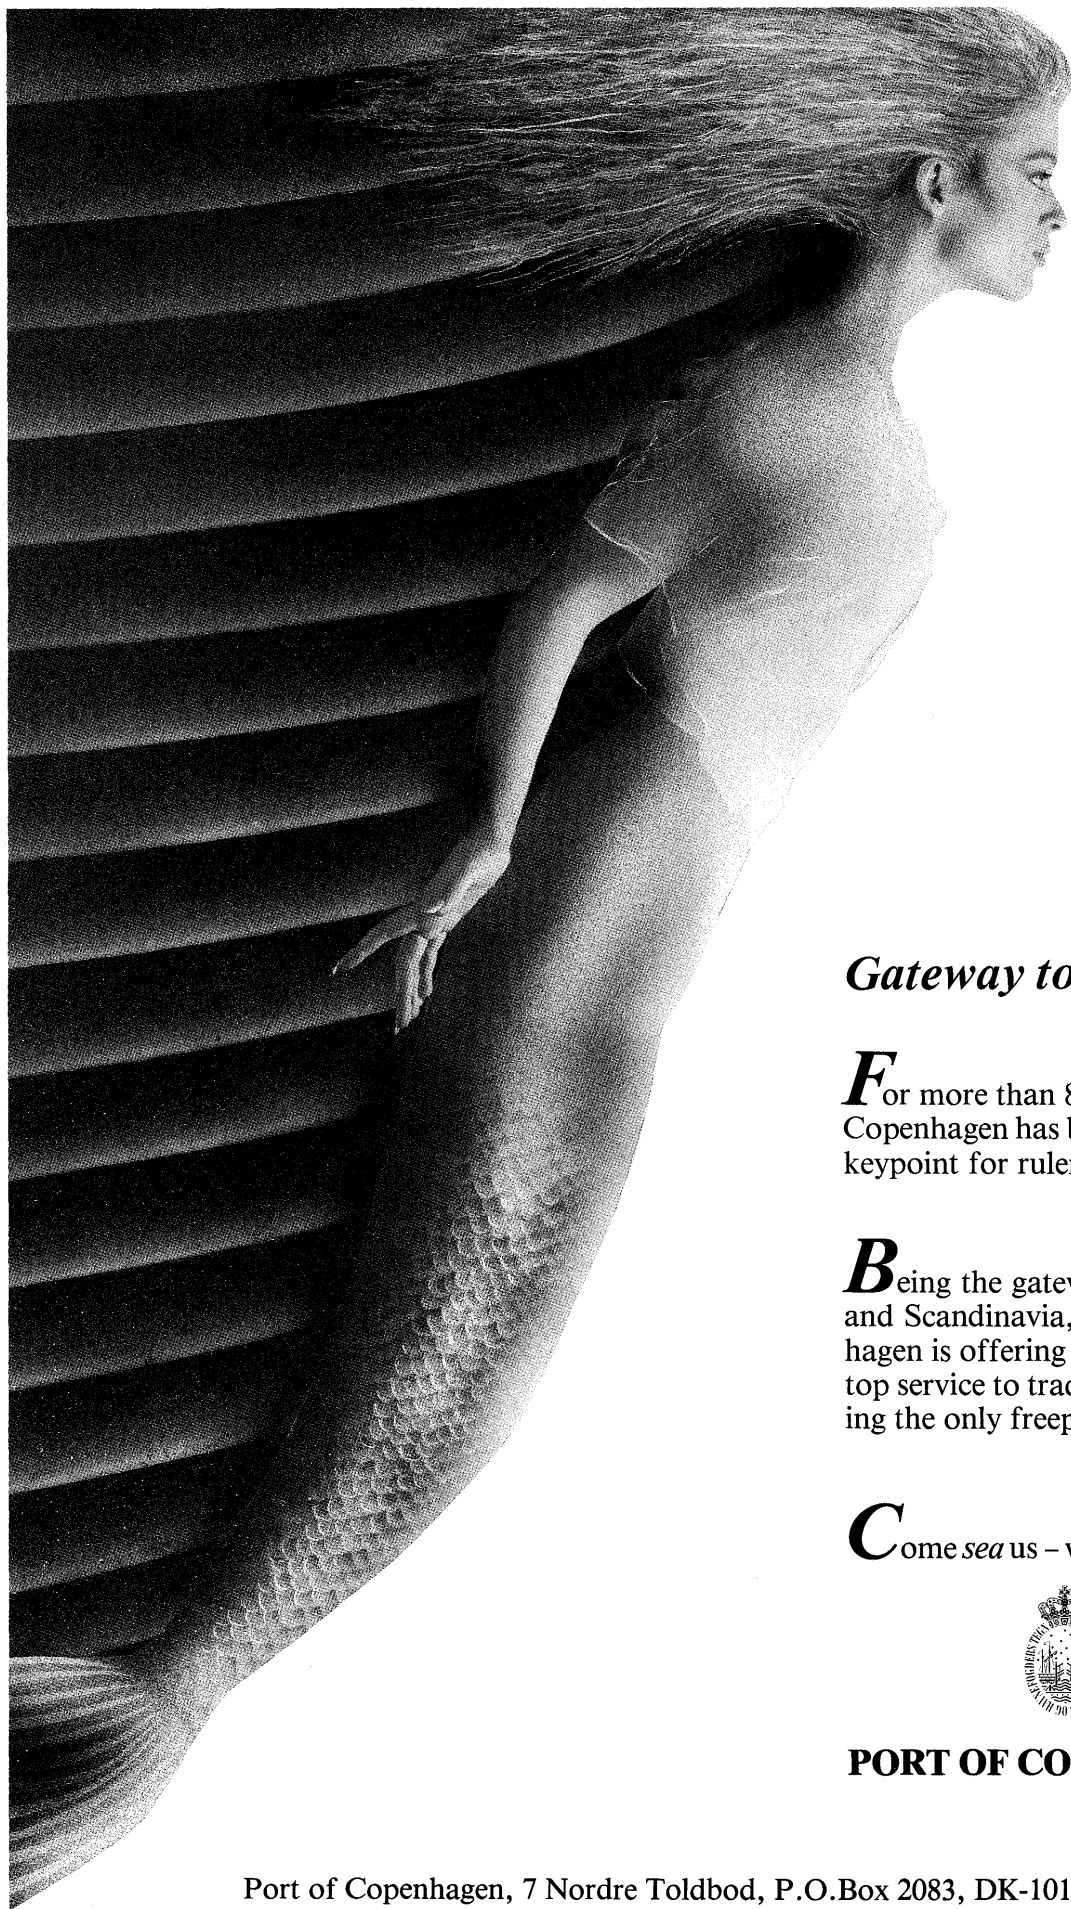 Gateway to
For more than 8
Copenhagen has b
keypoint for ruler
Being the gatew
and Scandinavia,
hagen is offering
top service to trad
ing the only freep
Come sea us –
PORT OF CO
Port of Copenhagen, 7 Nordre Toldbod, P.O.Box 2083, DK-101